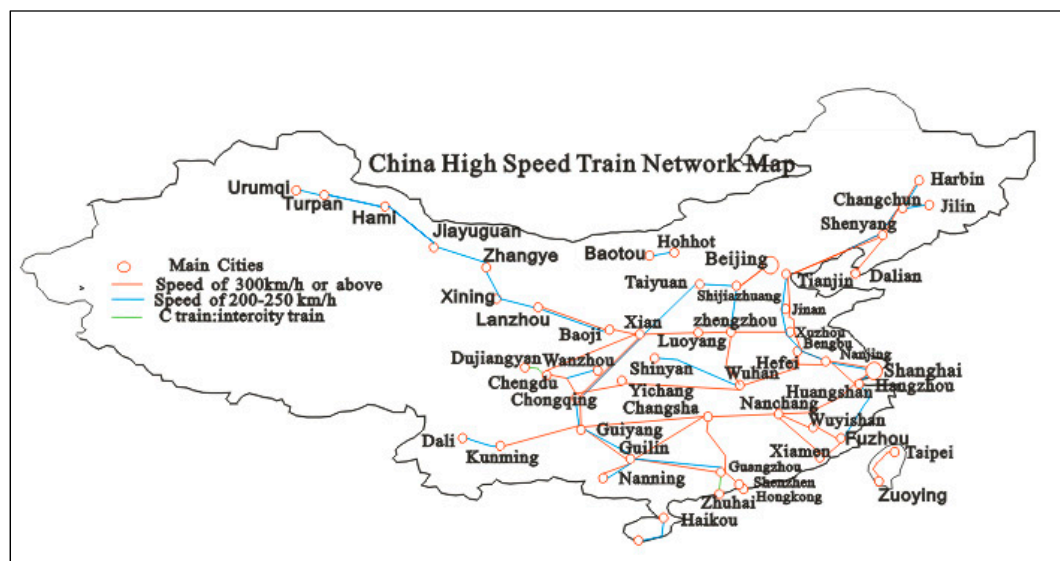 China High Speed Train Network Map
Harbin
Urumqi
Changchun
Turpan
Jilin
Hami
Shenyang
Jiayuguan
Hohhot
Baotou
Beijing
Zhangye
Main Cities
Tianjin
Dalian
Speed of 300km/h or above
Taiyuan
Shijiazhuang
Speed of200-250 km/h
Xining
Jinan
C train:intercity train
Lanzhou
Xian
zhengzhou
Xuzhou
Baoji
Luoyang
Bengbu
Dujiangyan
Wanzhou
Shinyan
Hefei
Nanjing
Shanghai
Chengdu
Wuhan
Hangzhou
Yichang
Huangshan
Chongqing
Changsha
Nanchang
Wuyishan
Guiyang
Dali
Fuzhou
Kunming
Guilin
Xiamen
Taipei
Guangzhou
Nanning
Shenzhen
Zuoying
Zhuhai
Hongkong
Haikou